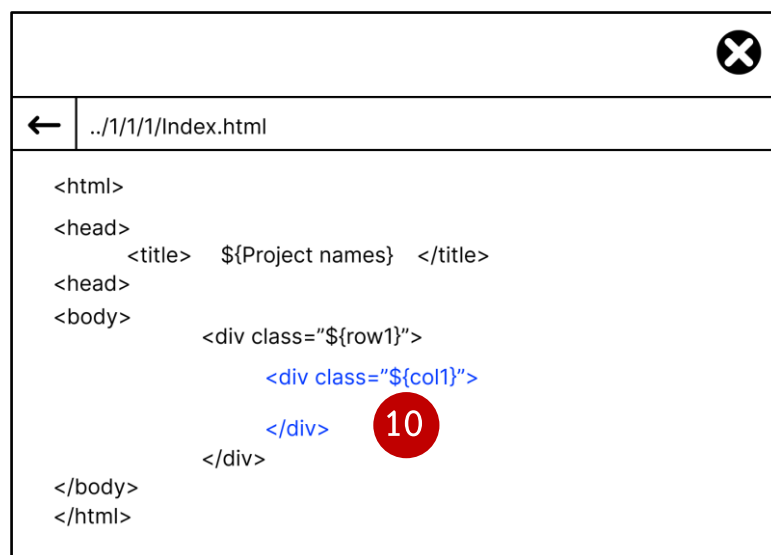 ../1/1/1/Index.html
<html>
<head>
<title> ${Project names} </title>
<head>
<body>
<div class=”${row1}”>
<div class=”${col1}”>
</div>
10
</div>
</body>
</html>